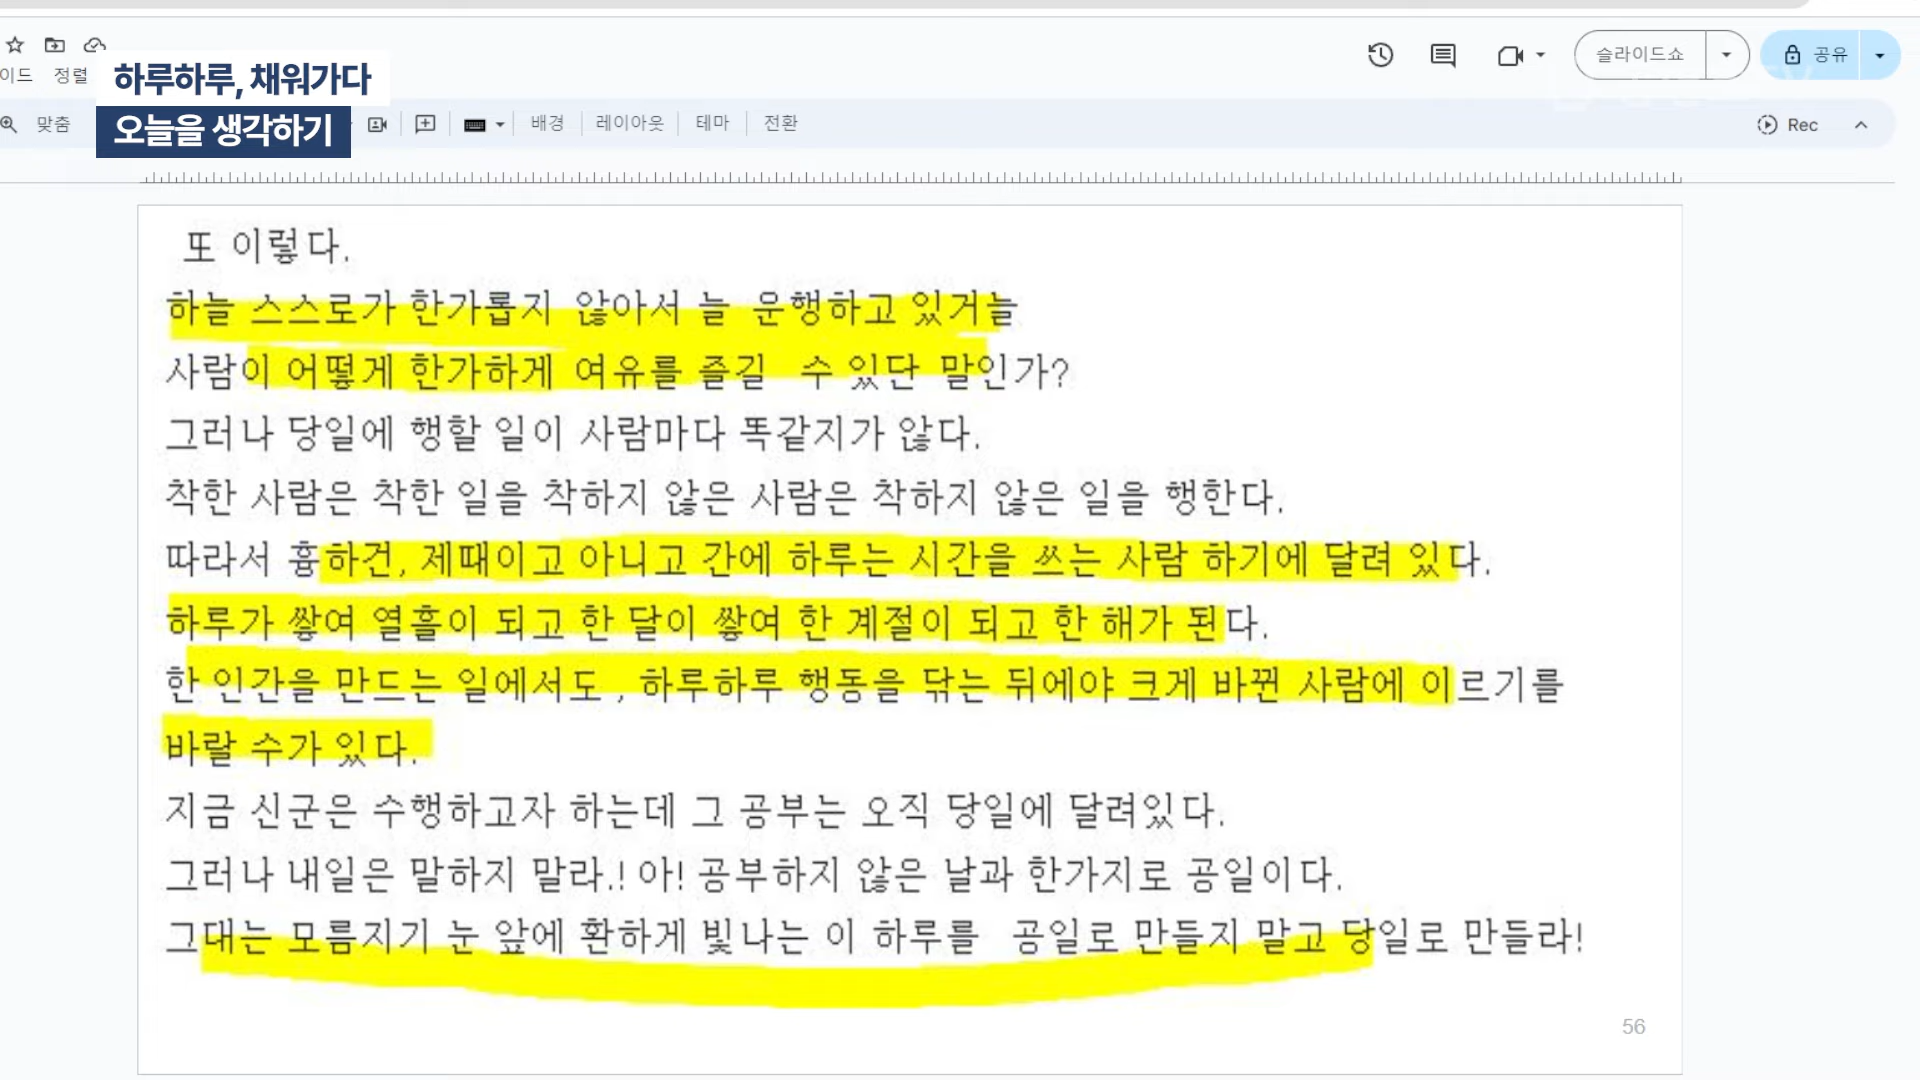 이드 정렬
하루하루, 채워가다
슬라이드쇼
공유
맞춤
오늘을 생각하기
배경 레이아웃 테마 전환
Rec
또 이렇다.
하늘 스스로가 한가롭지 않아서 늘 운행하고 있거늘
사람이 어떻게 한가하게 여유를 즐길 수 있단 말인가?
그러나 당일에 행할 일이 사람마다 똑같지가 않다.
착한 사람은 착한 일을 착하지 않은 사람은 착하지 않은 일을 행한다.
따라서 흉하건, 제때이고 아니고 간에 하루는 시간을 쓰는 사람 하기에 달려 있다.
하루가 쌓여 열흘이 되고 한 달이 쌓여 한 계절이 되고 한 해가 된다.
한 인간을 만드는 일에서도 , 하루하루 행동을 닦는 뒤에야 크게 바뀐 사람에 이르기를
바랄 수가 있다.
지금 신군은 수행하고자 하는데 그 공부는 오직 당일에 달려있다.
그러나 내일은 말하지 말라.! 아! 공부하지 않은 날과 한가지로 공일이다.
그대는 모름지기 눈 앞에 환하게 빛나는 이 하루를 공일로 만들지 말고 당일로 만들라!
56